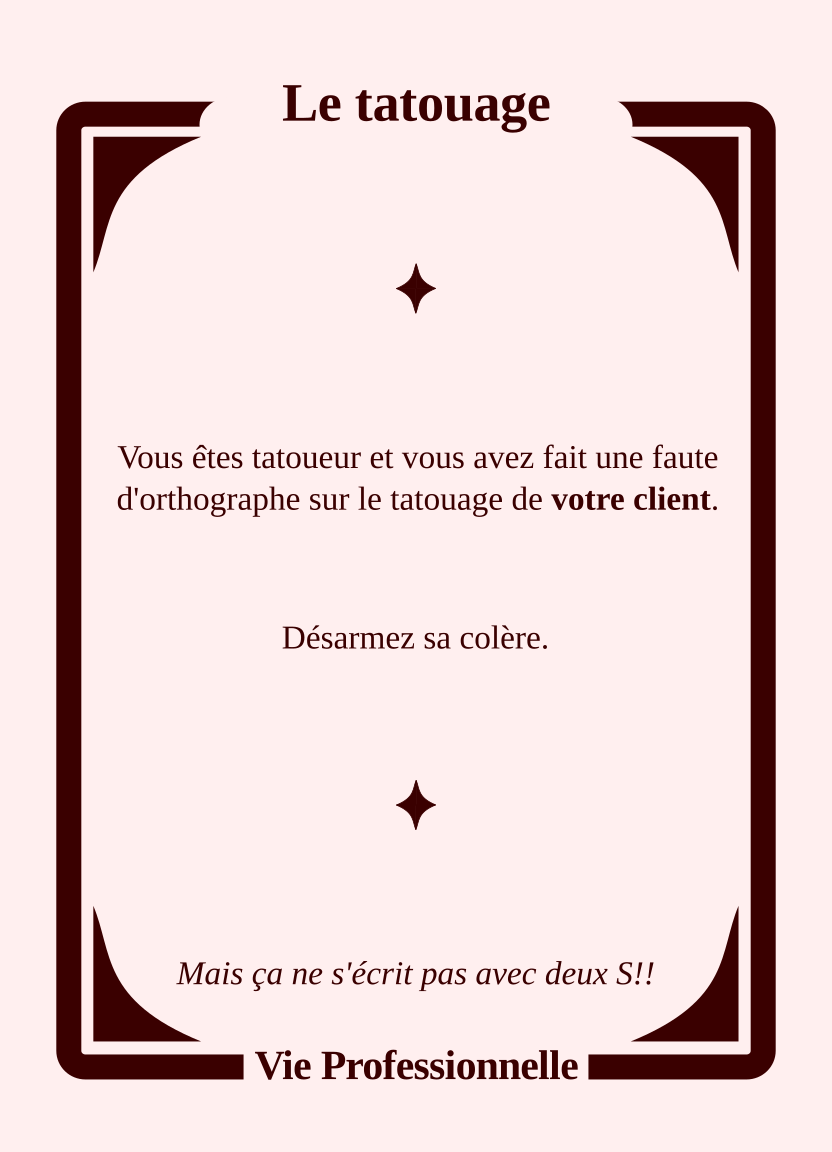 Le tatouage
Vous êtes tatoueur et vous avez fait une faute
d'orthographe sur le tatouage de votre client.
Désarmez sa colère.
Mais ça ne s'écrit pas avec deux S!!
Vie Professionnelle